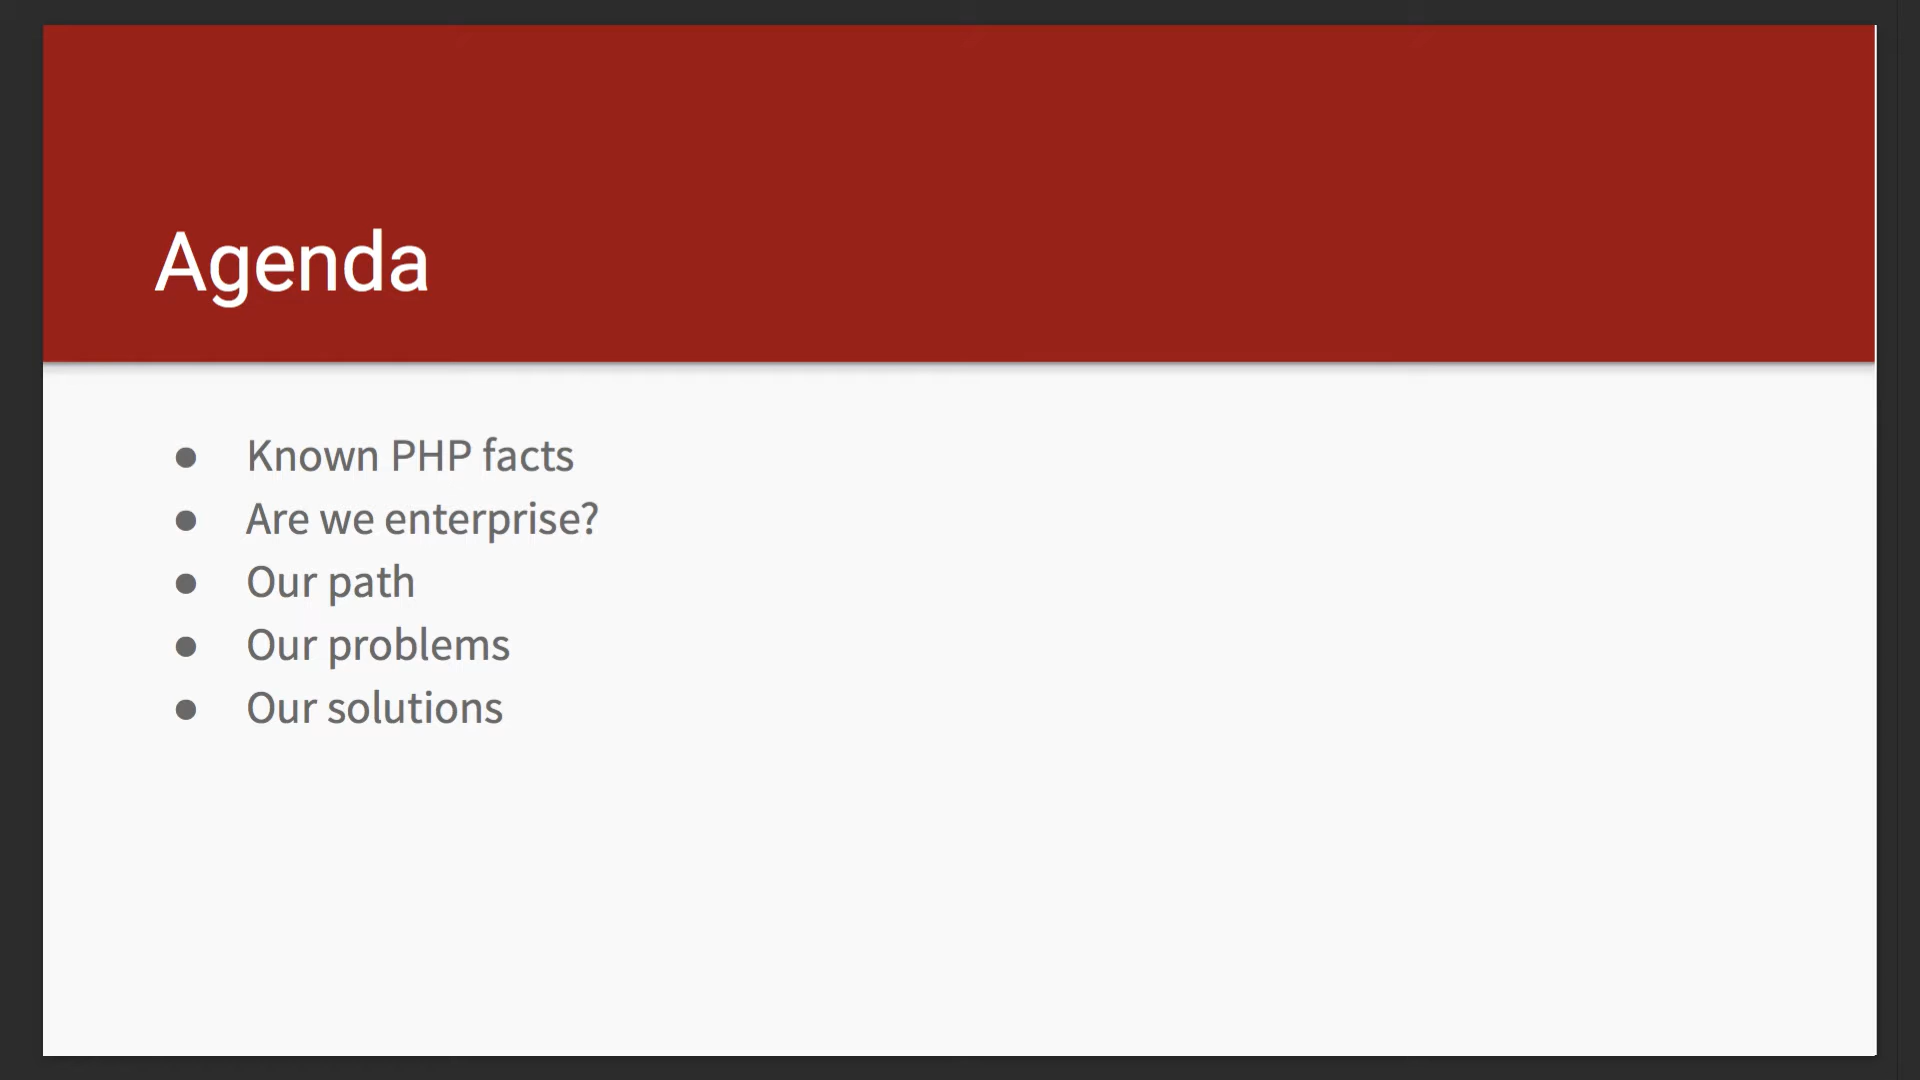 Agenda
● Known PHP facts
● Are we enterprise?
● Our path
● Our problems
● Our solutions